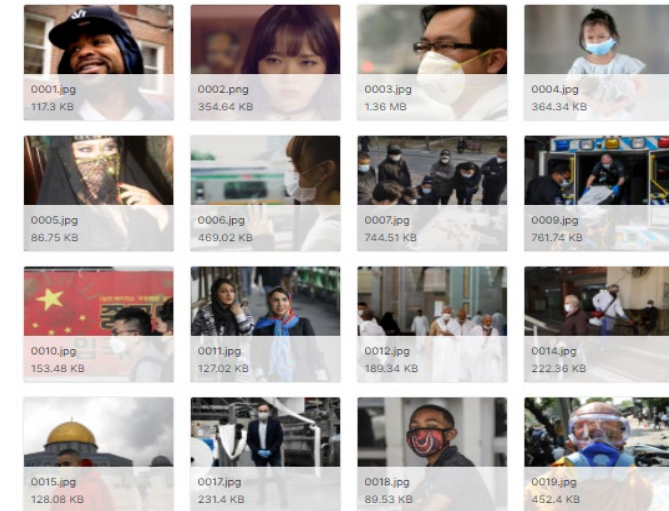 0001.jpg
117.3 KB
0002.png
354.64 KB
0003.jpg
1.36 MB
0004.jpg
364.34 KB
0005.jpg
86.75 KB
0006.jpg
469.02 KB
0007.jpg
744.51 KB
0009.jpg
761.74 KB
0010.jpg
153.48 KB
0011.jpg
127.02 KB
0012.jpg
189.34 KB
0014.jpg
222.36 KB
0015.jpg
128.08 KB
0017.jpg
231.4 KB
0018.jpg
89.53 KB
0019.jpg
452.4 KB